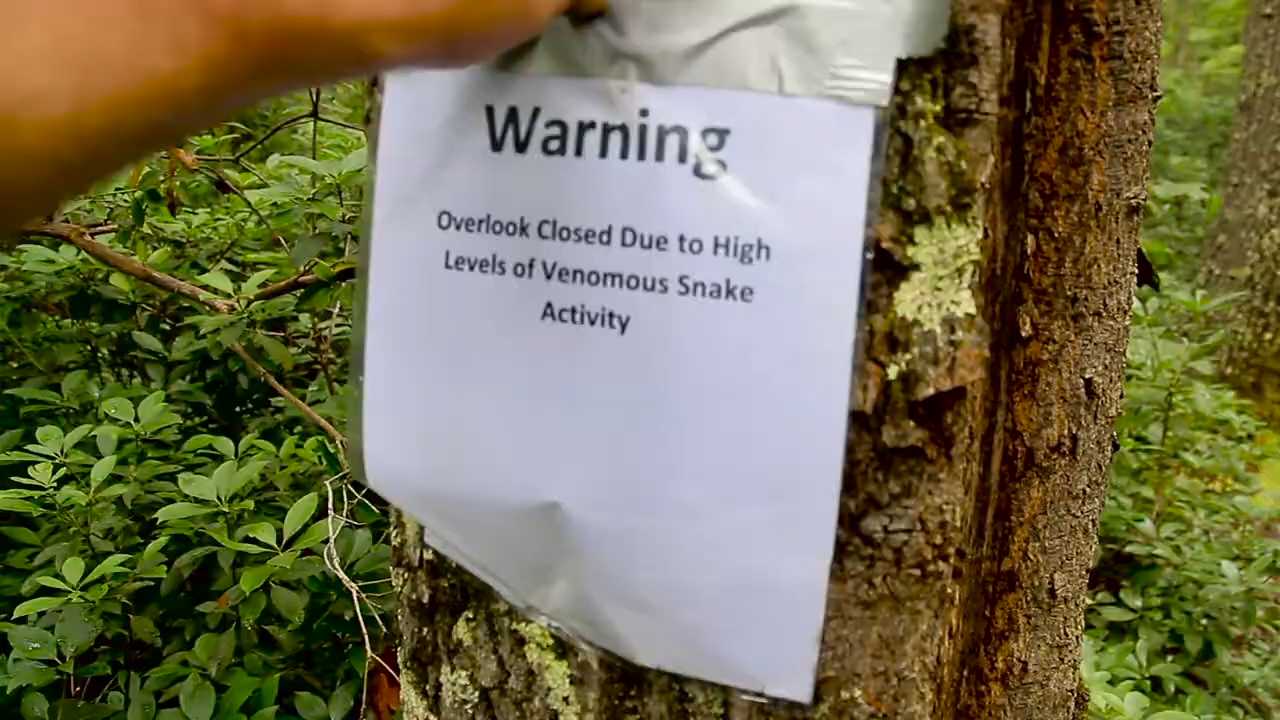 Warning
Overlook Closed Due to High
Levels of Venomous Snake
Activity